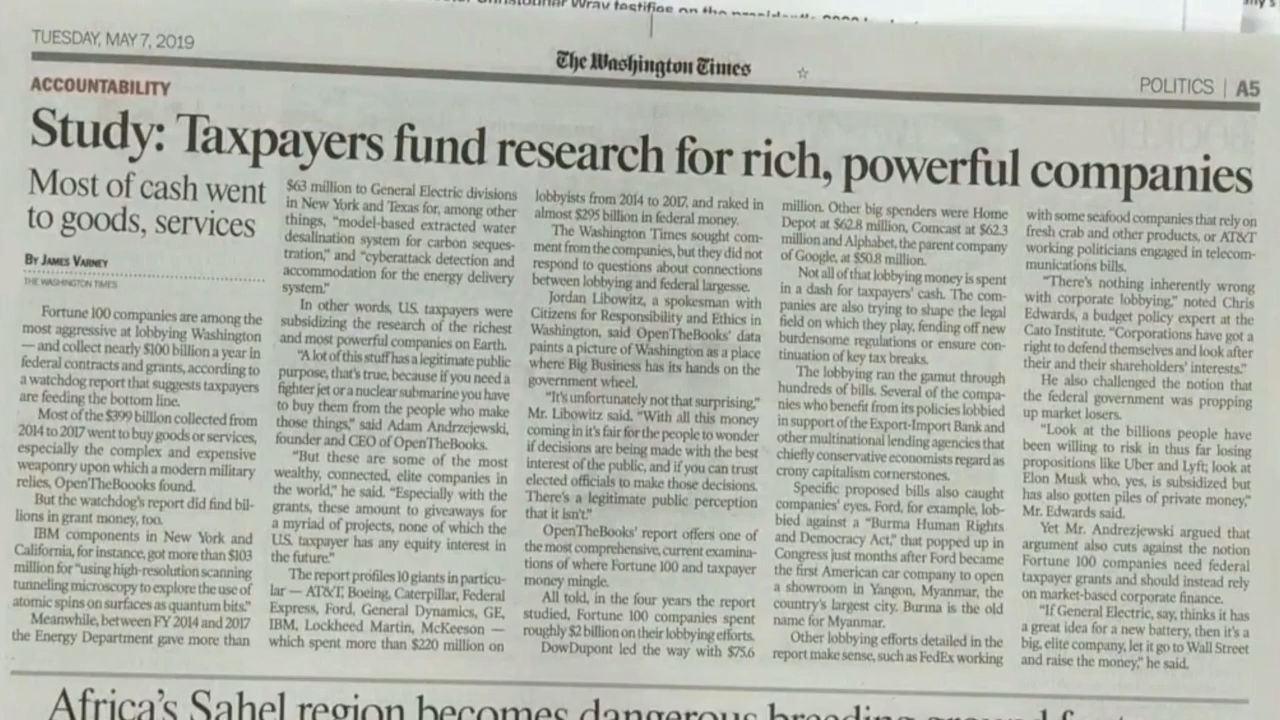 Wray testifies on the president's
TUESDAY, MAY 7, 2019
The Washington Times
☆
POLITICS | A5
ACCOUNTABILITY
Study: Taxpayers fund research for rich, powerful companies
Most of cash went
to goods, services
BY JAMES VARNEY
THE WASHINGTON TIMES
Fortune 100 companies are among the
most aggressive at lobbying Washington
— and collect nearly $100 billion a year in
federal contracts and grants, according to
a watchdog report that suggests taxpayers
are feeding the bottom line.
Most of the $399 billion collected from
2014 to 2017 went to buy goods or services,
especially the complex and expensive
weaponry upon which a modern military
relies, OpenTheBoooks found.
But the watchdog's report did find bil-
lions in grant money, too.
IBM components in New York and
California, for instance, got more than $103
million for "using high-resolution scanning
tunneling microscopy to explore the use of
atomic spins on surfaces as quantum bits."
Meanwhile, between FY 2014 and 2017
the Energy Department gave more than
$63 million to General Electric divisions
in New York and Texas for, among other
things, "model-based extracted water
desalination system for carbon seques-
tration," and "cyberattack detection and
accommodation for the energy delivery
system."
In other words, U.S. taxpayers were
subsidizing the research of the richest
and most powerful companies on Earth.
"A lot of this stuff has a legitimate public
purpose, that's true, because if you need a
fighter jet or a nuclear submarine you have
to buy them from the people who make
those things," said Adam Andrzejewski,
founder and CEO of OpenTheBooks.
"But these are some of the most
wealthy, connected, elite companies in
the world," he said. "Especially with the
grants, these amount to giveaways for
a myriad of projects, none of which the
U.S. taxpayer has any equity interest in
the future."
The report profiles 10 giants in particu-
lar — AT&T, Boeing, Caterpillar, Federal
Express, Ford, General Dynamics, GE,
IBM, Lockheed Martin, McKeeson —
which spent more than $220 million on
lobbyists from 2014 to 2017, and raked in
almost $295 billion in federal money.
The Washington Times sought com-
ment from the companies, but they did not
respond to questions about connections
between lobbying and federal largesse.
Jordan Libowitz, a spokesman with
Citizens for Responsibility and Ethics in
Washington, said OpenTheBooks' data
paints a picture of Washington as a place
where Big Business has its hands on the
government wheel.
"It's unfortunately not that surprising,"
Mr. Libowitz said. "With all this money
coming in it's fair for the people to wonder
if decisions are being made with the best
interest of the public, and if you can trust
elected officials to make those decisions.
There's a legitimate public perception
that it isn't."
OpenTheBooks' report offers one of
the most comprehensive, current examina-
tions of where Fortune 100 and taxpayer
money mingle.
All told, in the four years the report
studied, Fortune 100 companies spent
roughly $2 billion on their lobbying efforts.
DowDupont led the way with $75.6
million. Other big spenders were Home
Depot at $62.8 million, Comcast at $62.3
million and Alphabet, the parent company
of Google, at $50.8 million.
Not all of that lobbying money is spent
in a dash for taxpayers' cash. The com-
panies are also trying to shape the legal
field on which they play, fending off new
burdensome regulations or ensure con-
tinuation of key tax breaks.
The lobbying ran the gamut through
hundreds of bills. Several of the compa-
nies who benefit from its policies lobbied
in support of the Export-Import Bank and
other multinational lending agencies that
chiefly conservative economists regard as
crony capitalism cornerstones.
Specific proposed bills also caught
companies' eyes. Ford, for example, lob-
bied against a "Burma Human Rights
and Democracy Act," that popped up in
Congress just months after Ford became
the first American car company to open
a showroom in Yangon, Myanmar, the
country's largest city. Burma is the old
name for Myanmar.
Other lobbying efforts detailed in the
report make sense, such as FedEx working
with some seafood companies that rely on
fresh crab and other products, or AT&T
working politicians engaged in telecom-
munications bills.
"There's nothing inherently wrong
with corporate lobbying," noted Chris
Edwards, a budget policy expert at the
Cato Institute, "Corporations have got a
right to defend themselves and look after
their and their shareholders' interests."
He also challenged the notion that
the federal government was propping
up market losers.
"Look at the billions people have
been willing to risk in thus far losing
propositions like Uber and Lyft; look at
Elon Musk who, yes, is subsidized but
has also gotten piles of private money,"
Mr. Edwards said.
Yet Mr. Andrzejewski argued that
argument also cuts against the notion
Fortune 100 companies need federal
taxpayer grants and should instead rely
on market-based corporate finance.
"If General Electric, say, thinks it has
a great idea for a new battery, then it's a
big, elite company, let it go to Wall Street
and raise the money," he said.
Africa's Sahel region becomes dangerous breeding ground